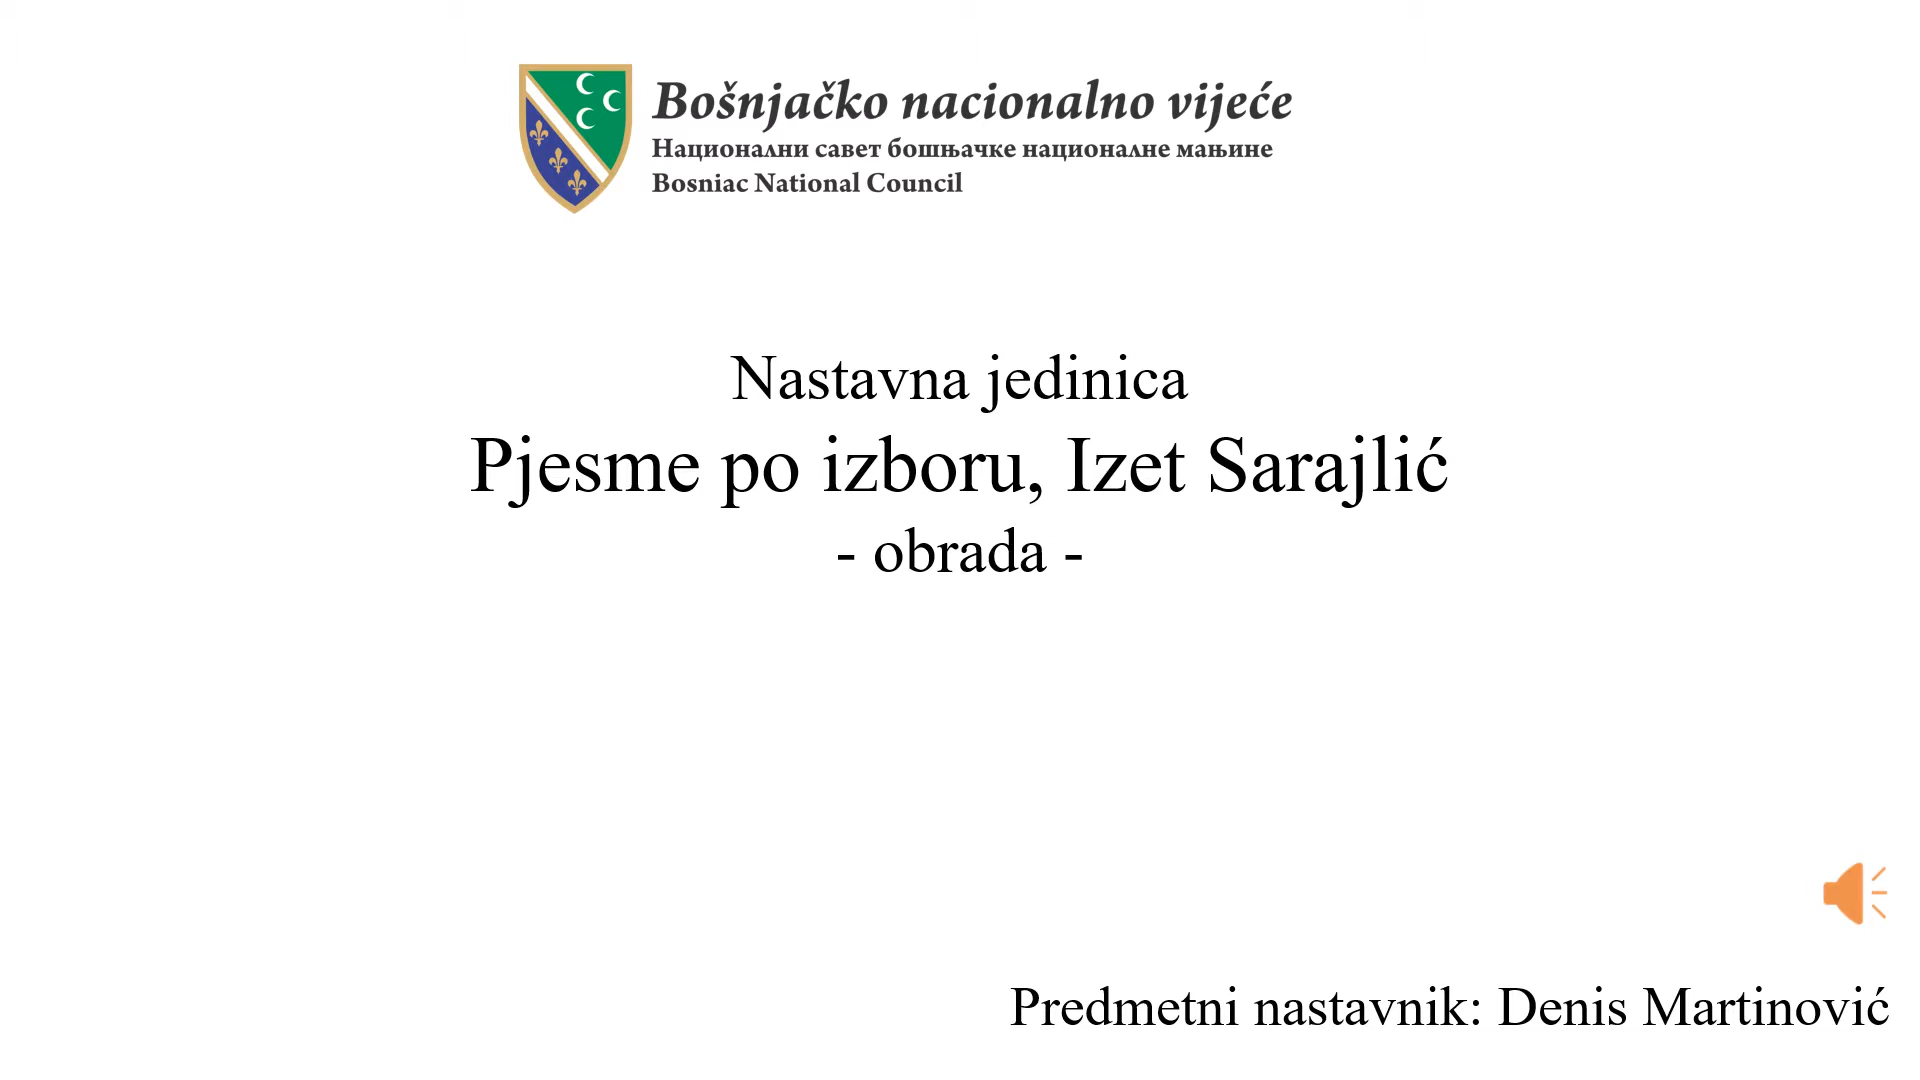 Bošnjačko nacionalno vijeće
Национални савет бошњачке националне мањине
Bosniac National Council
Nastavna jedinica
Pjesme po izboru, Izet Sarajlić
- obrada -
Predmetni nastavnik: Denis Martinović